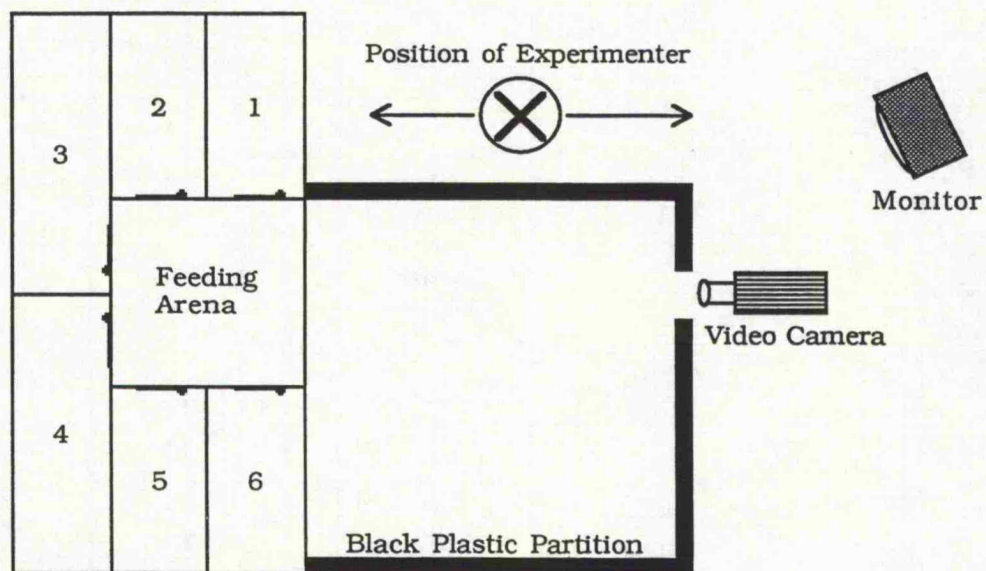 Position of Experimenter
2
1
3
Monitor
Feeding
Arena
Video Camera
4
5
6
Black Plastic Partition